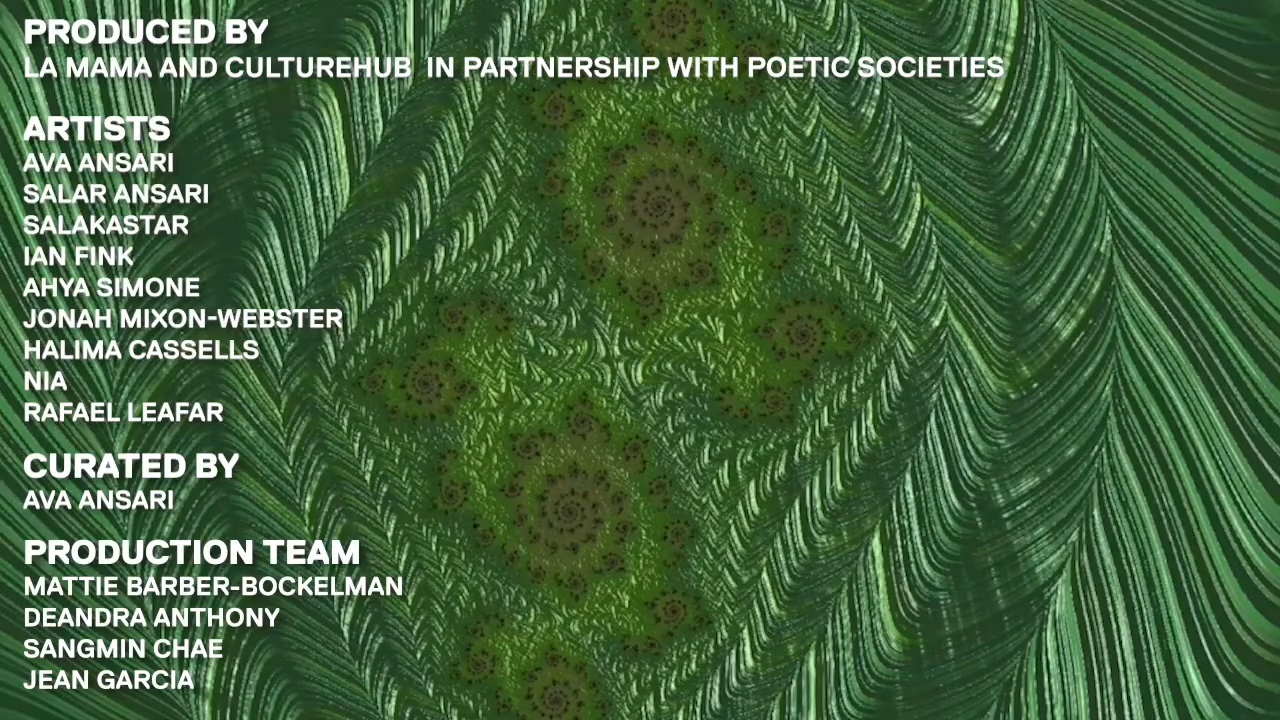 PRODUCED BY
LA MAMA AND CULTUREHUB IN PARTNERSHIP WITH POETIC SOCIETIES
ARTISTS
AVA ANSARI
SALAR ANSARI
SALAKASTAR
IAN FINK
AHYA SIMONE
JONAH MIXON-WEBSTER
HALIMA CASSELLS
NIA
RAFAEL LEAFAR
CURATED BY
AVA ANSARI
PRODUCTION TEAM
MATTIE BARBER-BOCKELMAN
DEANDRA ANTHONY
SANGMIN CHAE
JEAN GARCIA